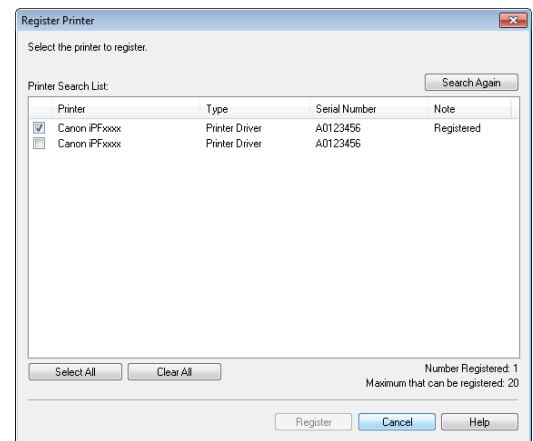 Register Printer
Select the printer to register.
Printer Search List:
Search Again
Printer Type Serial Number Note
Canon iPFxxxx Printer Driver A0123456 Registered
Canon iPFxxxx Printer Driver A0123456
Select All Clear All
Number Registered: 1
Maximum that can be registered: 20
Register Cancel Help